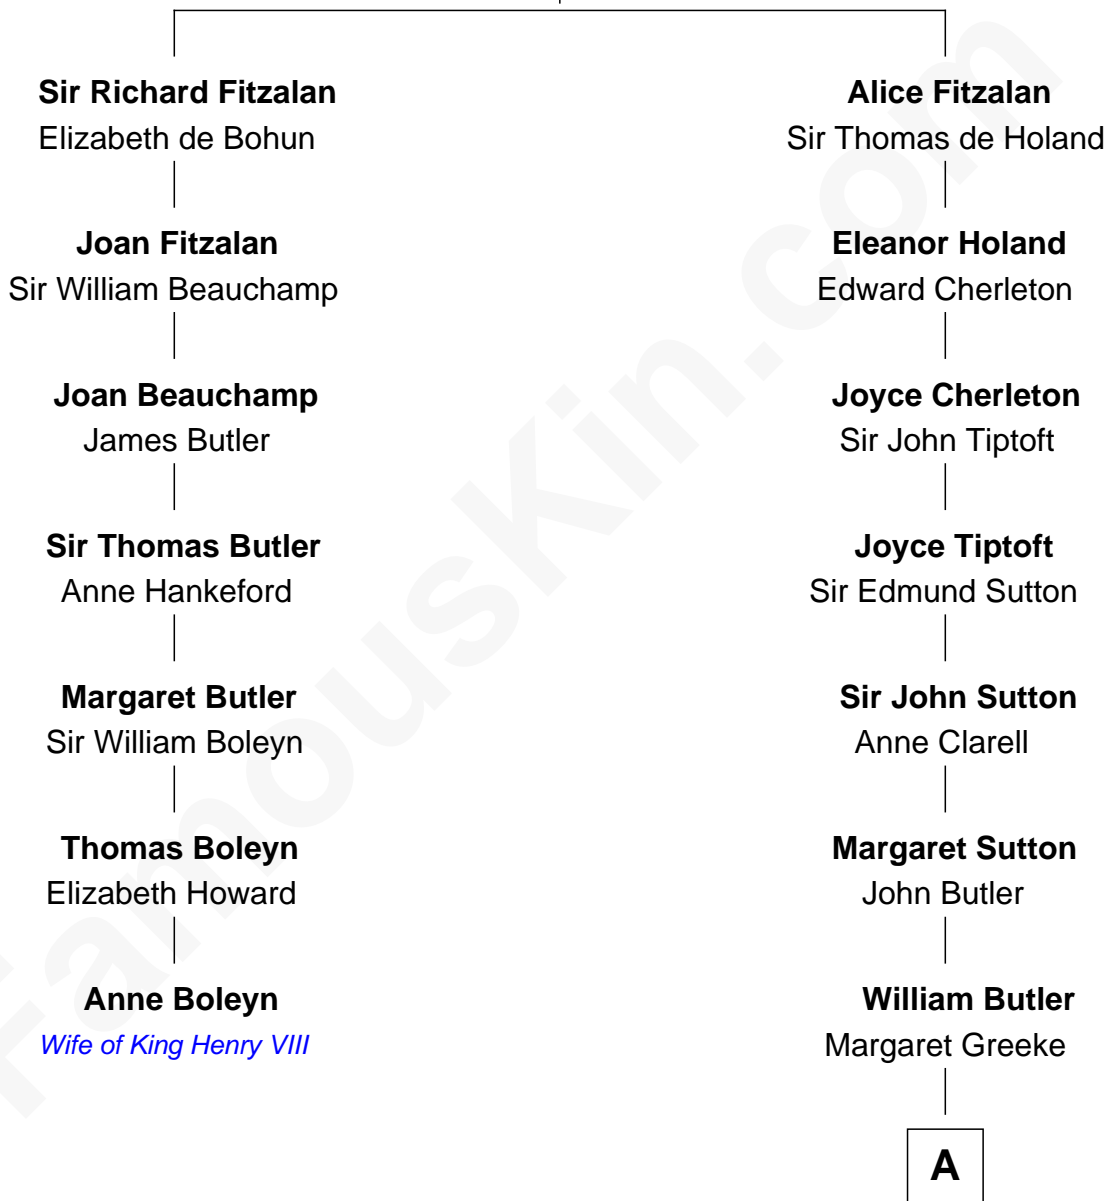 Sir Richard Fitzalan
Elizabeth de Bohun
Joan Fitzalan
Sir William Beauchamp
Joan Beauchamp
James Butler
Sir Thomas Butler
Anne Hankeford
Margaret Butler
Sir William Boleyn
Thomas Boleyn
Elizabeth Howard
Anne Boleyn
Wife of King Henry VIII
Alice Fitzalan
Sir Thomas de Holand
Eleanor Holand
Edward Cherleton
Joyce Cherleton
Sir John Tiptoft
Joyce Tiptoft
Sir Edmund Sutton
Sir John Sutton
Anne Clarell
Margaret Sutton
John Butler
William Butler
Margaret Greeke
A
FamousKin.com